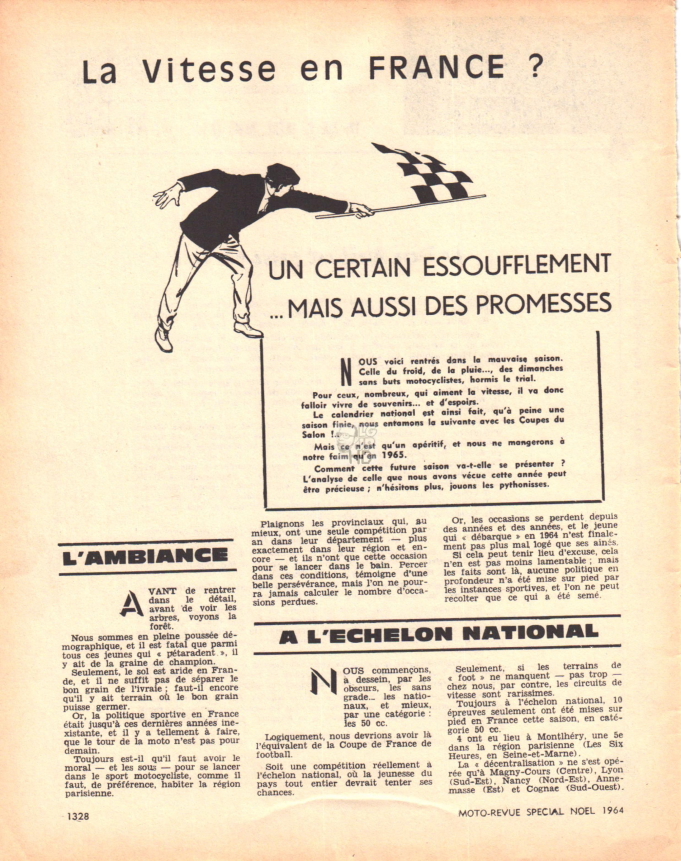 La Vitesse en FRANCE ?
UN CERTAIN ESSOUFFLEMENT
...MAIS AUSSI DES PROMESSES
NOUS voici rentrés dans la mauvaise saison.
Celle du froid, de la pluie..., des dimanches
sans buts motocyclistes, hormis le trial.
Pour ceux, nombreux, qui aiment la vitesse, il va donc
falloir vivre de souvenirs... et d'espoirs.
Le calendrier national est ainsi fait, qu'à peine une
saison finie, nous entamons la suivante avec les Coupes du
Salon !..
Mais ce n'est qu'un apéritif, et nous ne mangerons à
notre faim qu'en 1965.
Comment cette future saison va-t-elle se présenter ?
L'analyse de celle que nous avons vécue cette année peut
être précieuse ; n'hésitons plus, jouons les pythonisses.
L'AMBIANCE
AVANT de rentrer
dans le détail,
avant de voir les
arbres, voyons la
forêt.
Nous sommes en pleine poussée dé-
mographique, et il est fatal que parmi
tous ces jeunes qui « pétaradent », il
y ait de la graine de champion.
Seulement, le sol est aride en Fran-
de, et il ne suffit pas de séparer le
bon grain de l'ivraie ; faut-il encore
qu'il y ait terrain où le bon grain
puisse germer.
Or, la politique sportive en France
était jusqu'à ces dernières années ine-
xistante, et il y a tellement à faire,
que le tour de la moto n'est pas pour
demain.
Toujours est-il qu'il faut avoir le
moral — et les sous — pour se lancer
dans le sport motocycliste, comme il
faut, de préférence, habiter la région
parisienne.
Plaignons les provinciaux qui, au
mieux, ont une seule compétition par
an dans leur département — plus
exactement dans leur région et en-
core — et ils n'ont que cette occasion
pour se lancer dans le bain. Percer
dans ces conditions, témoigne d'une
belle persévérance, mais l'on ne pour-
ra jamais calculer le nombre d'occa-
sions perdues.
Or, les occasions se perdent depuis
des années et des années, et le jeune
qui « débarque » en 1964 n'est finale-
ment pas plus mal logé que ses aînés.
Si cela peut tenir lieu d'excuse, cela
n'en est pas moins lamentable ; mais
les faits sont là, aucune politique en
profondeur n'a été mise sur pied par
les instances sportives, et l'on ne peut
recolter que ce qui a été semé.
A L'ECHELON NATIONAL
NOUS commençons,
à dessein, par les
obscurs, les sans
grade... les natio-
naux, et mieux,
par une catégorie :
les 50 cc.
Logiquement, nous devrions avoir là
l'équivalent de la Coupe de France de
football.
Soit une compétition réellement à
l'échelon national, où la jeunesse du
pays tout entier devrait tenter ses
chances.
Seulement, si les terrains de
« foot » ne manquent — pas trop —
chez nous, par contre, les circuits de
vitesse sont rarissimes.
Toujours à l'échelon national, 10
épreuves seulement ont été mises sur
pied en France cette saison, en caté-
gorie 50 cc.
4 ont eu lieu à Montlhéry, une 5e
dans la région parisienne (Les Six
Heures, en Seine-et-Marne).
La « décentralisation » ne s'est opé-
rée qu'à Magny-Cours (Centre), Lyon
(Sud-Est), Nancy (Nord-Est), Anne-
masse (Est) et Cognac (Sud-Ouest).
1328
MOTO-REVUE SPECIAL NOEL 1964